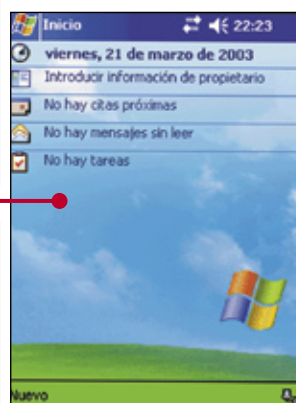 Inicio 22:23
viernes, 21 de marzo de 2003
Introducir información de propietario
No hay citas próximas
No hay mensajes sin leer
No hay tareas
Nuevo